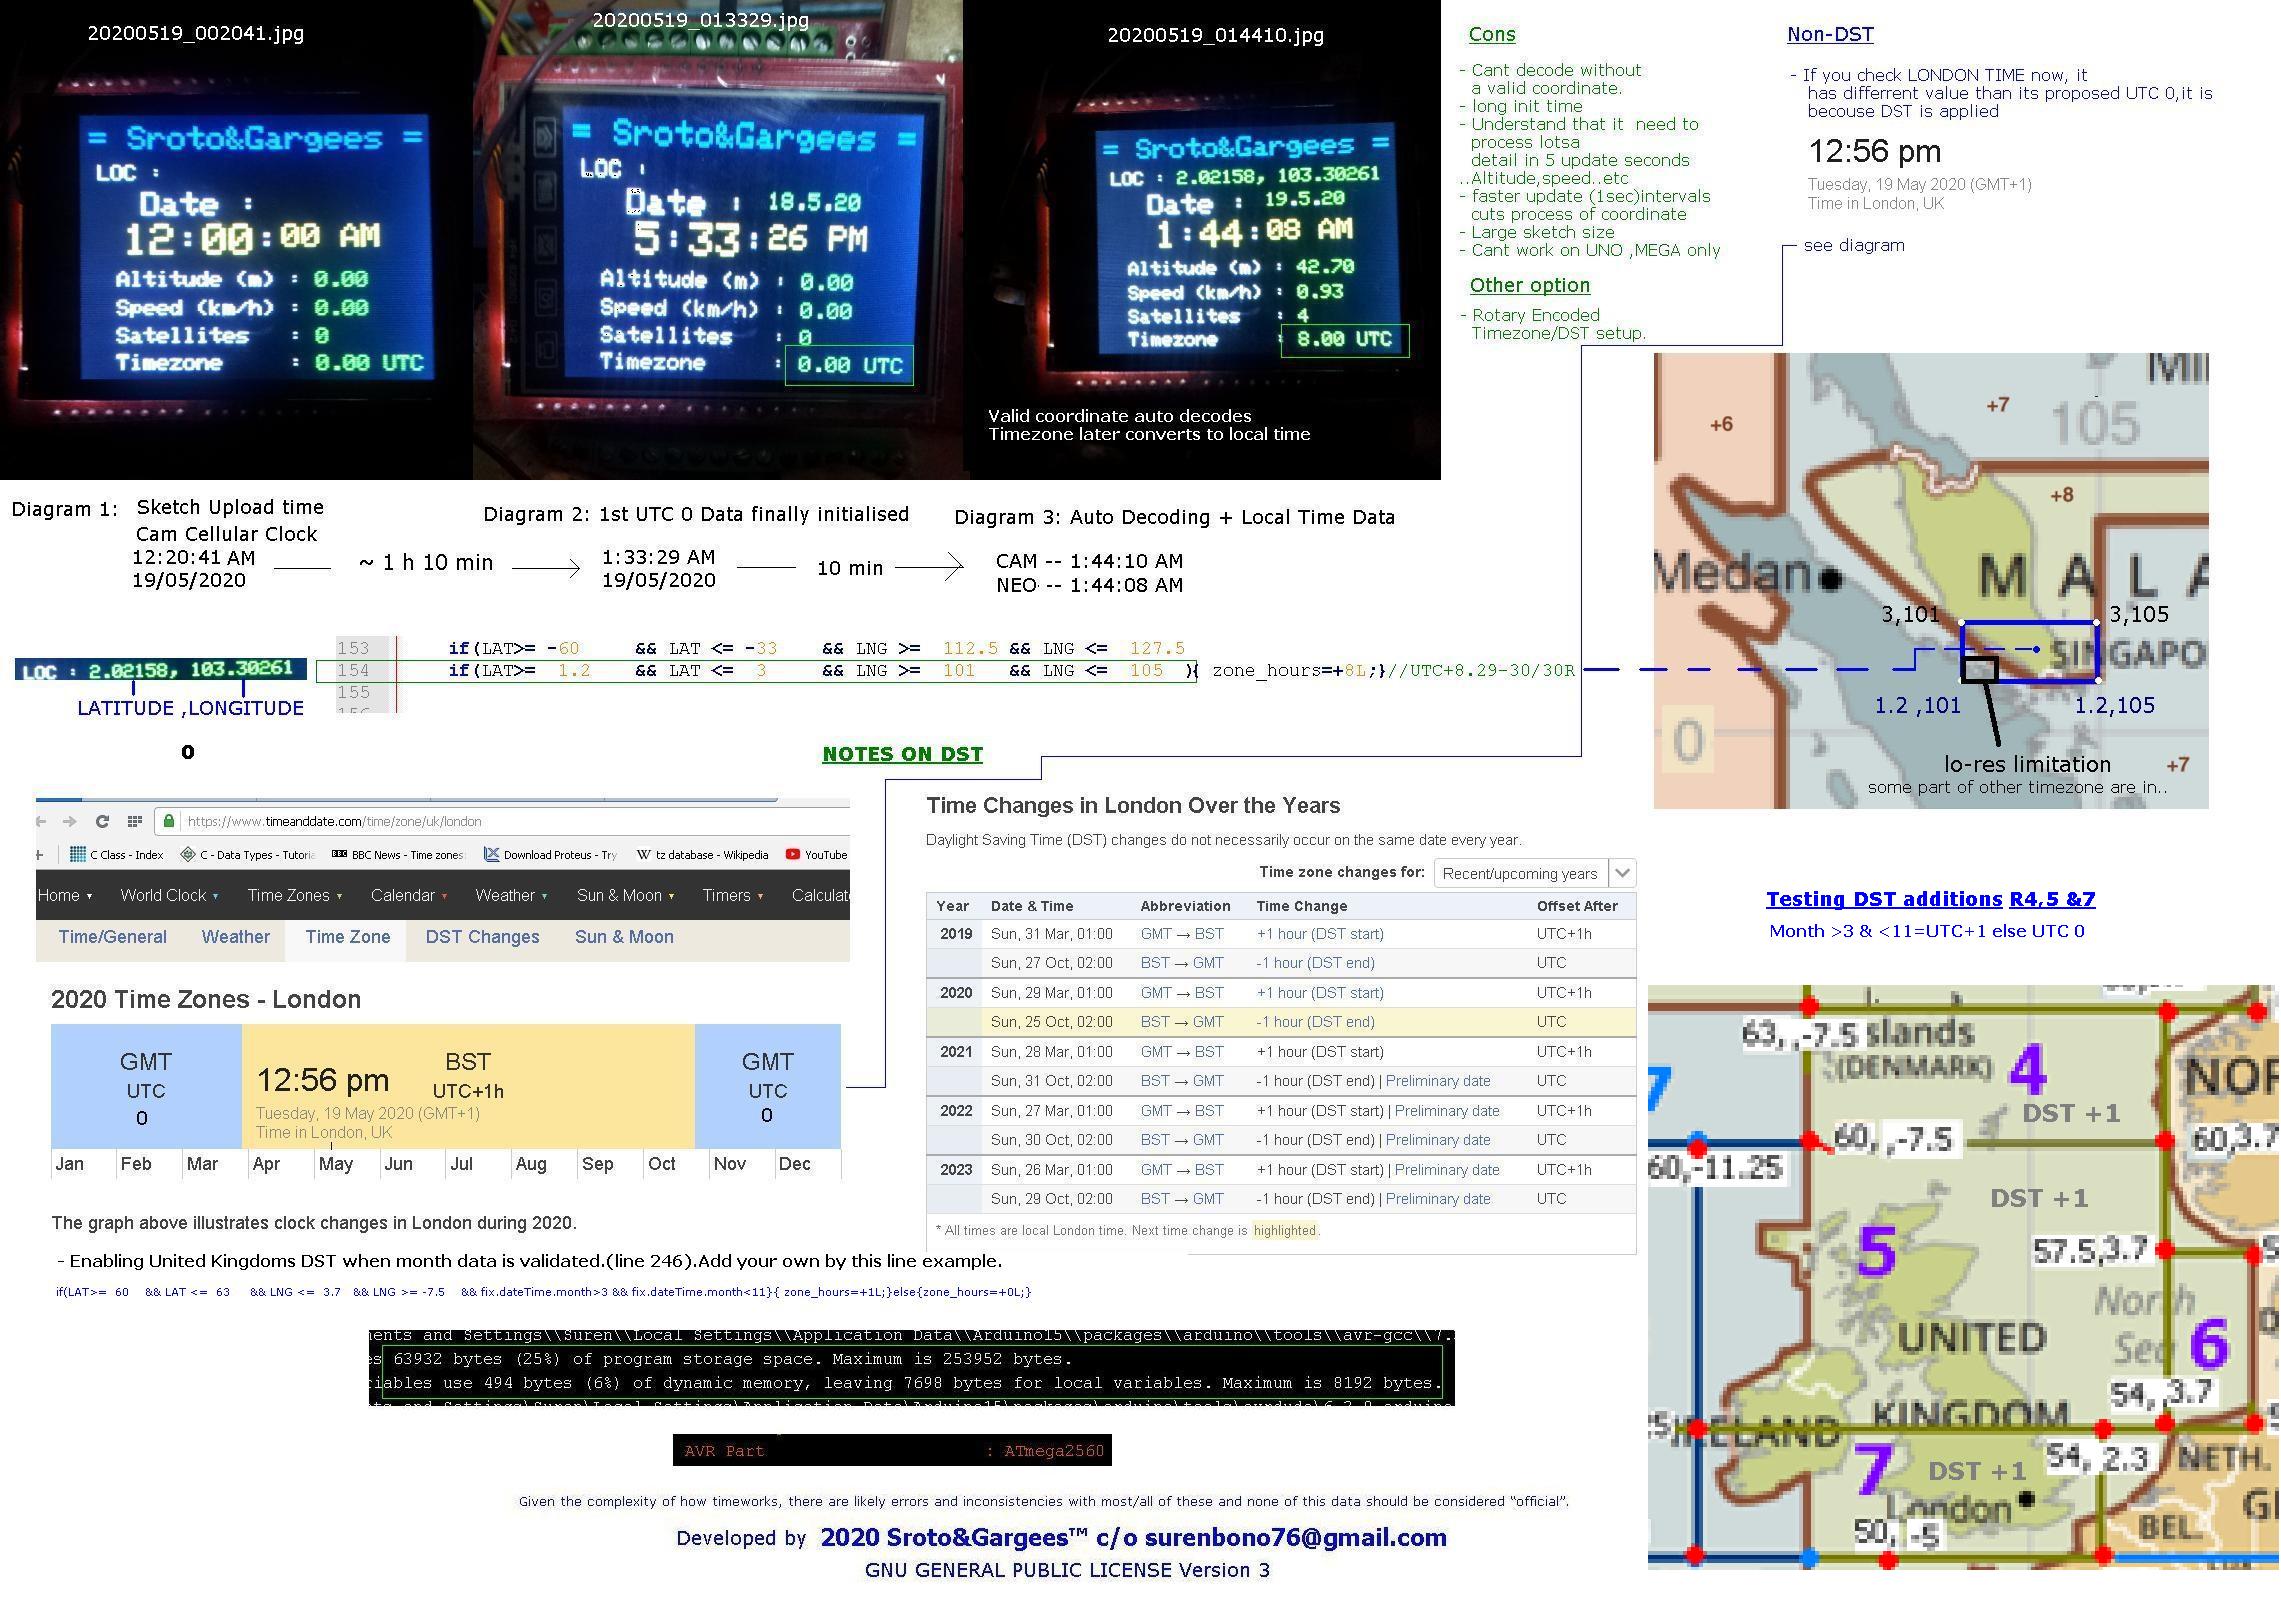 20200519_002041.jpg
= Sroto&Gargees =
LOC :
Date :
12:00:00 AM
Altitude (m) : 0.00
Speed (km/h) : 0.00
Satellites : 0
Timezone : 0.00 UTC
20200519_013329.jpg
= Sroto&Gargees =
LOC :
Date : 18.5.20
5:33:26 PM
Altitude (m) : 0.00
Speed (km/h) : 0.00
Satellites : 0
Timezone : 0.00 UTC
20200519_014410.jpg
= Sroto&Gargees =
LOC : 2.02158, 103.30261
Date : 19.5.20
1:44:08 AM
Altitude (m) : 42.70
Speed (km/h) : 0.93
Satellites : 4
Timezone : 8.00 UTC
Valid coordinate auto decodes
Timezone later converts to local time
Cons
- Cant decode without
a valid coordinate.
- long init time
- Understand that it need to
process lotsa
detail in 5 update seconds
..Altitude,speed..etc
- faster update (1sec)intervals
cuts process of coordinate
- Large sketch size
- Cant work on UNO ,MEGA only
Other option
- Rotary Encoded
Timezone/DST setup.
Non-DST
- If you check LONDON TIME now, it
has differrent value than its proposed UTC 0,it is
becouse DST is applied
12:56 pm
Tuesday, 19 May 2020 (GMT+1)
Time in London, UK
see diagram
Diagram 1: Sketch Upload time
Cam Cellular Clock
12:20:41 AM
19/05/2020
~ 1 h 10 min
Diagram 2: 1st UTC 0 Data finally initialised
1:33:29 AM
19/05/2020
10 min
Diagram 3: Auto Decoding + Local Time Data
CAM -- 1:44:10 AM
NEO -- 1:44:08 AM
+6
+7
105
+8
Medan
M A L A
3,101
3,105
SINGAPO
1.2 ,101
1.2,105
0
lo-res limitation
+7
some part of other timezone are in..
LOC : 2.02158, 103.30261
LATITUDE ,LONGITUDE
0
153 if(LAT>= -60 && LAT <= -33 && LNG >= 112.5 && LNG <= 127.5
154 if(LAT>= 1.2 && LAT <= 3 && LNG >= 101 && LNG <= 105 ){ zone_hours=+8L;}//UTC+8.29-30/30R
155
NOTES ON DST
https://www.timeanddate.com/time/zone/uk/london
C Class - Index
C - Data Types - Tutoria
BBC News - Time zones:
Download Proteus - Try
tz database - Wikipedia
YouTube
Home World Clock Time Zones Calendar Weather Sun & Moon Timers Calculat
Time/General Weather Time Zone DST Changes Sun & Moon
2020 Time Zones - London
GMT
UTC
0
12:56 pm
Tuesday, 19 May 2020 (GMT+1)
Time in London, UK
BST
UTC+1h
GMT
UTC
0
Jan Feb Mar Apr May Jun Jul Aug Sep Oct Nov Dec
The graph above illustrates clock changes in London during 2020.
Time Changes in London Over the Years
Daylight Saving Time (DST) changes do not necessarily occur on the same date every year.
Time zone changes for: Recent/upcoming years
Year Date & Time Abbreviation Time Change Offset After
2019 Sun, 31 Mar, 01:00 GMT → BST +1 hour (DST start) UTC+1h
Sun, 27 Oct, 02:00 BST → GMT -1 hour (DST end) UTC
2020 Sun, 29 Mar, 01:00 GMT → BST +1 hour (DST start) UTC+1h
Sun, 25 Oct, 02:00 BST → GMT -1 hour (DST end) UTC
2021 Sun, 28 Mar, 01:00 GMT → BST +1 hour (DST start) UTC+1h
Sun, 31 Oct, 02:00 BST → GMT -1 hour (DST end) | Preliminary date UTC
2022 Sun, 27 Mar, 01:00 GMT → BST +1 hour (DST start) | Preliminary date UTC+1h
Sun, 30 Oct, 02:00 BST → GMT -1 hour (DST end) | Preliminary date UTC
2023 Sun, 26 Mar, 01:00 GMT → BST +1 hour (DST start) | Preliminary date UTC+1h
Sun, 29 Oct, 02:00 BST → GMT -1 hour (DST end) | Preliminary date UTC
* All times are local London time. Next time change is highlighted.
- Enabling United Kingdoms DST when month data is validated.(line 246).Add your own by this line example.
if(LAT>= 60 && LAT <= 63 && LNG <= 3.7 && LNG >= -7.5 && fix.dateTime.month>3 && fix.dateTime.month<11){ zone_hours=+1L;}else{zone_hours=+0L;}
Testing DST additions R4,5 &7
Month >3 & <11=UTC+1 else UTC 0
63, ,-7.5
slands
(DENMARK)
4
NOR
7
DST +1
60, ,-7.5
60,3.7
60,-11.25
DST +1
5
57.5,3.7
North
Sea
UNITED
6
54, ,3.7
KINGDOM
IRELAND
7
DST +1
54, 2.3
NETH.
London
50, -5
BEL.
ents and Settings\\Suren\\Local Settings\\Application Data\\Arduino15\\packages\\arduino\\tools\\avr-gcc\\7.
es 63932 bytes (25%) of program storage space. Maximum is 253952 bytes.
iables use 494 bytes (6%) of dynamic memory, leaving 7698 bytes for local variables. Maximum is 8192 bytes.
AVR Part : ATmega2560
Given the complexity of how timeworks, there are likely errors and inconsistencies with most/all of these and none of this data should be considered “official”.
Developed by 2020 Sroto&Gargees™ c/o surenbono76@gmail.com
GNU GENERAL PUBLIC LICENSE Version 3